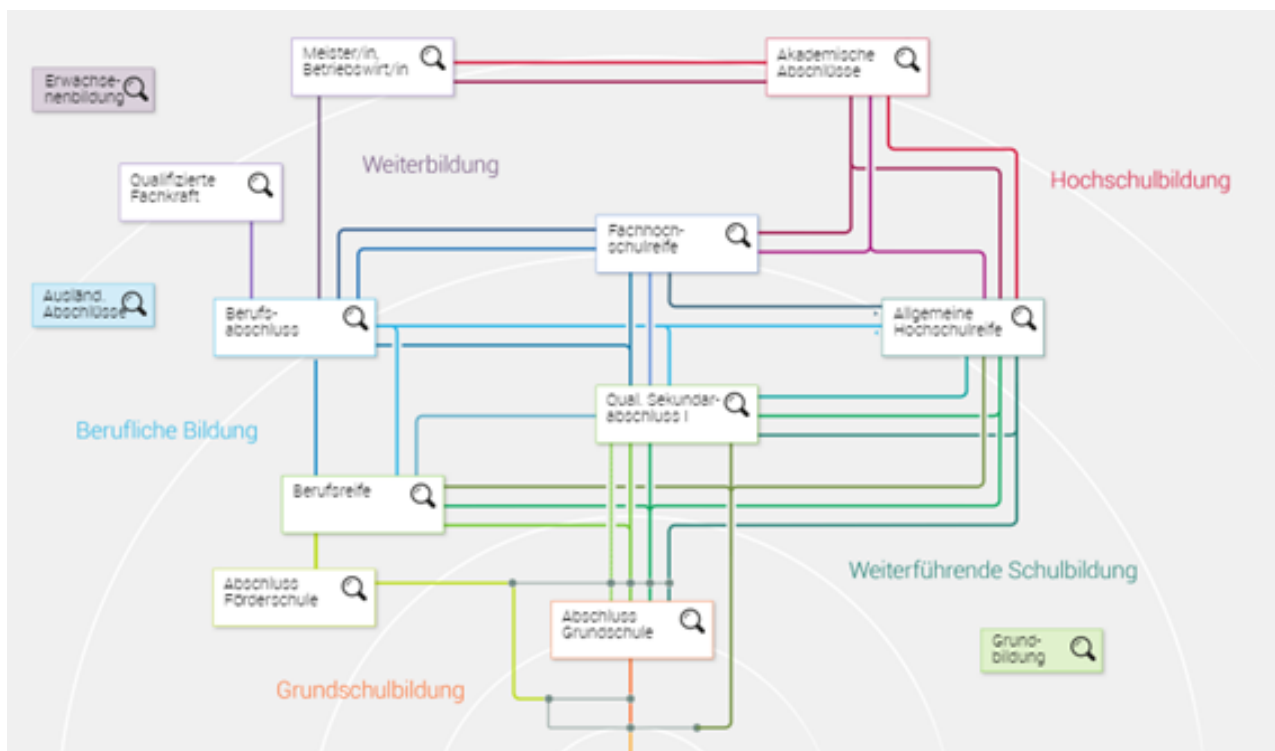 Meister/in,
Betriebswirt/in
Akademische
Abschlüsse
Erwachse-
nenbildung
Weiterbildung
Qualifizierte
Fachkraft
Hochschulbildung
Fachhoch-
schulreife
Ausländ.
Abschlüsse
Berufs-
abschluss
Allgemeine
Hochschulreife
Qual. Sekundar-
abschluss I
Berufliche Bildung
Berufsreife
Abschluss
Förderschule
Weiterführende Schulbildung
Abschluss
Grundschule
Grund-
bildung
Grundschulbildung